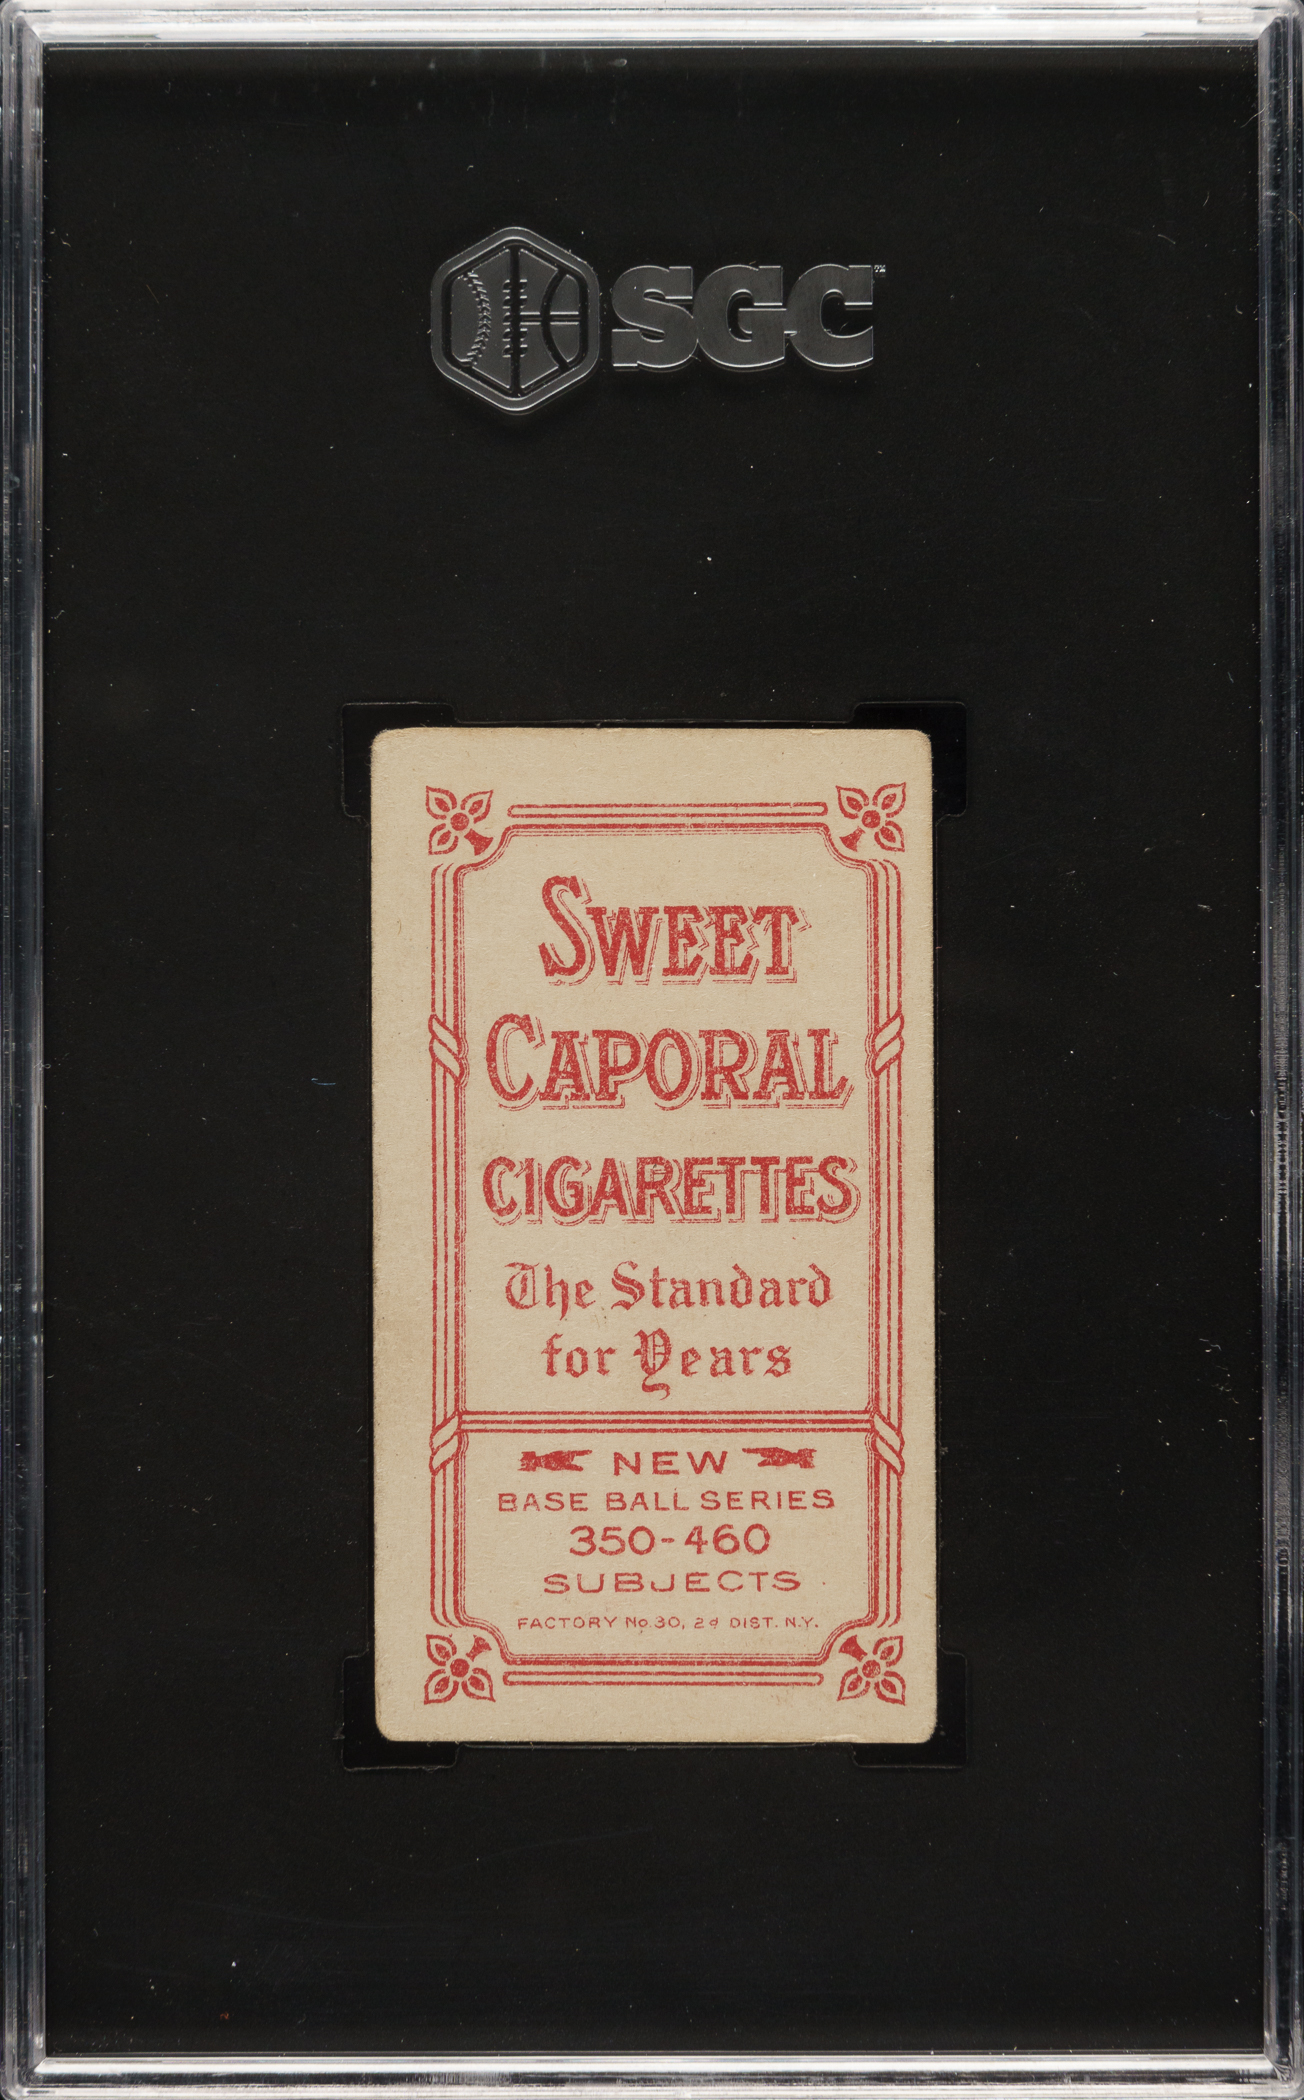 SGC™
SWEET
CAPORAL
CIGARETTES
The Standard
for Years
NEW
BASE BALL SERIES
350-460
SUBJECTS
FACTORY No. 30, 2d DIST. N.Y.